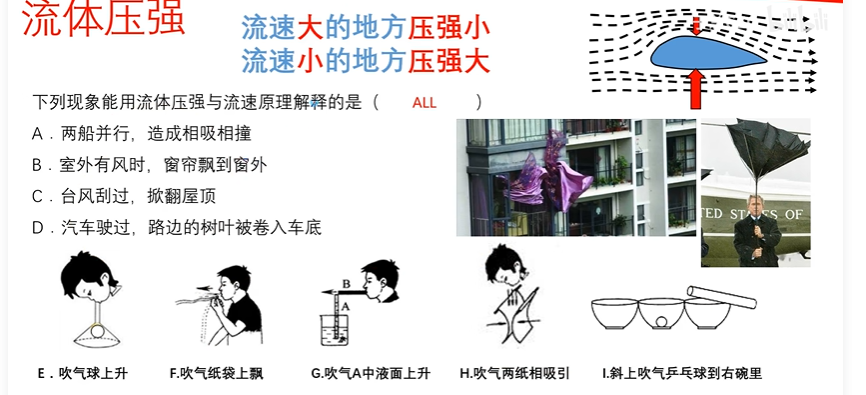 流体压强
流速大的地方压强小
流速小的地方压强大
下列现象能用流体压强与流速原理解释的是（ ALL ）
A．两船并行，造成相吸相撞
B．室外有风时，窗帘飘到窗外
C．台风刮过，掀翻屋顶
D．汽车驶过，路边的树叶被卷入车底
TED STATES OF
B
A
E．吹气球上升
F.吹气纸袋上飘
G.吹气A中液面上升
H.吹气两纸相吸引
I.斜上吹气乒乓球到右碗里